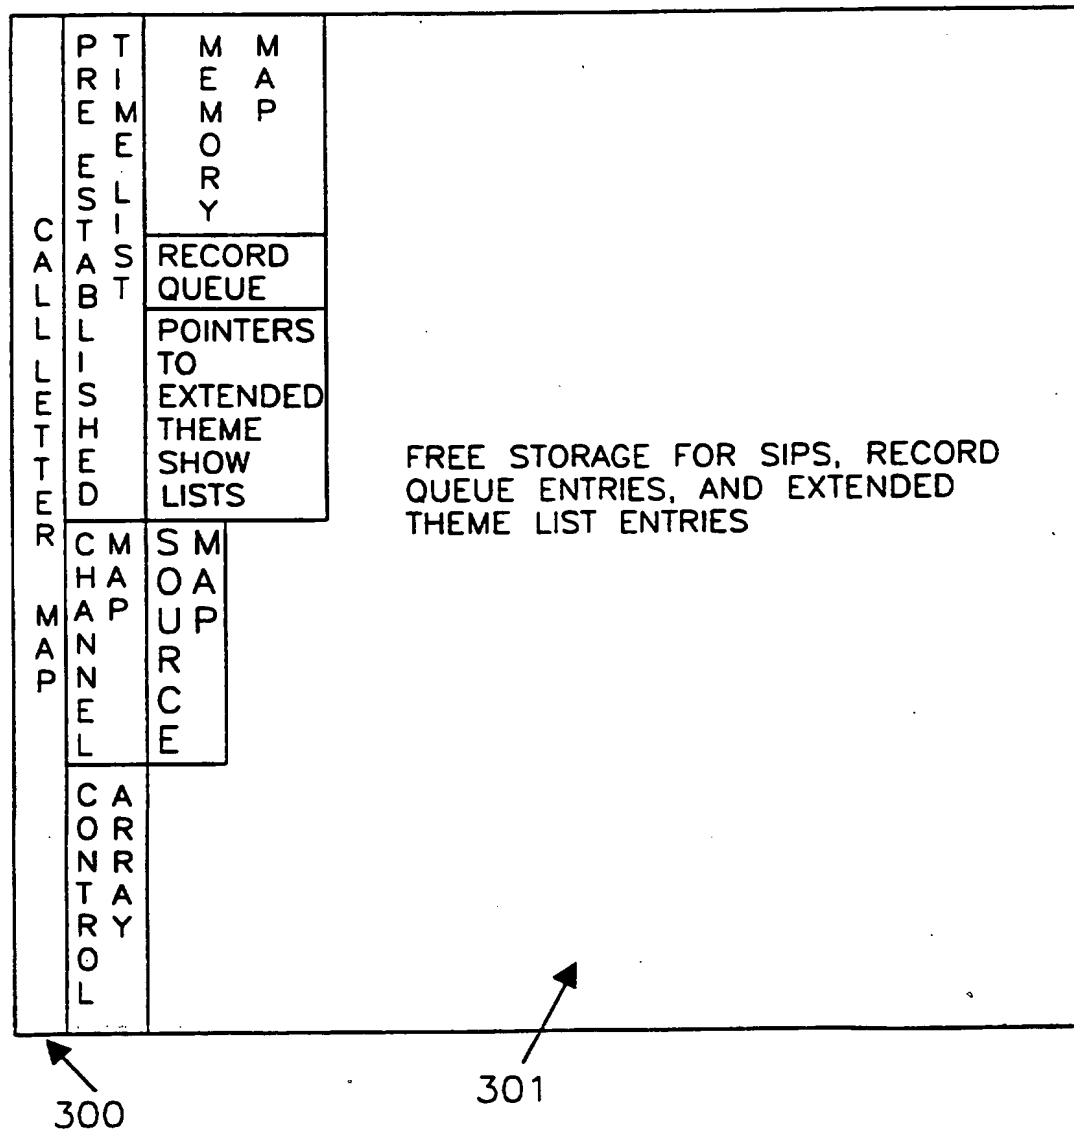 CALL LETTER MAP
PRE ESTABLISHED
TIME LIST
MEMORY
MAP
RECORD
QUEUE
POINTERS
TO
EXTENDED
THEME
SHOW
LISTS
CHANNEL
MAP
SOURCE
MAP
CONTROL
ARRAY
FREE STORAGE FOR SIPS, RECORD
QUEUE ENTRIES, AND EXTENDED
THEME LIST ENTRIES
300
301